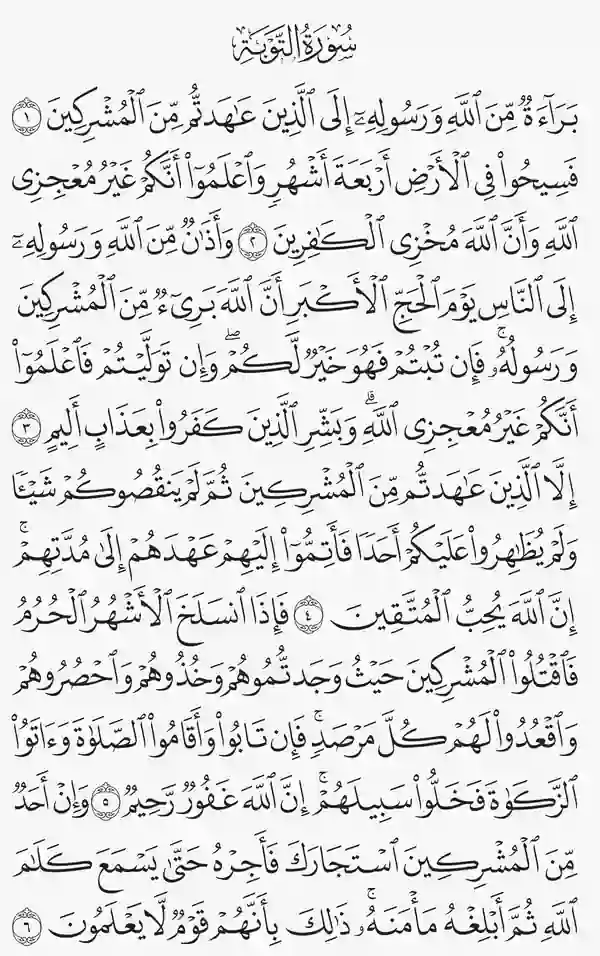 سُورَةُ التَّوۡبَةِ
بَرَآءَةٞ مِّنَ ٱللَّهِ وَرَسُولِهِۦٓ إِلَى ٱلَّذِينَ عَٰهَدتُّم مِّنَ ٱلۡمُشۡرِكِينَ ١
فَسِيحُواْ فِي ٱلۡأَرۡضِ أَرۡبَعَةَ أَشۡهُرٖ وَٱعۡلَمُوٓاْ أَنَّكُمۡ غَيۡرُ مُعۡجِزِي
ٱللَّهِ وَأَنَّ ٱللَّهَ مُخۡزِي ٱلۡكَٰفِرِينَ ٢ وَأَذَٰنٞ مِّنَ ٱللَّهِ وَرَسُولِهِۦٓ
إِلَى ٱلنَّاسِ يَوۡمَ ٱلۡحَجِّ ٱلۡأَكۡبَرِ أَنَّ ٱللَّهَ بَرِيٓءٞ مِّنَ ٱلۡمُشۡرِكِينَ
وَرَسُولُهُۥۚ فَإِن تُبۡتُمۡ فَهُوَ خَيۡرٞ لَّكُمۡۖ وَإِن تَوَلَّيۡتُمۡ فَٱعۡلَمُوٓاْ
أَنَّكُمۡ غَيۡرُ مُعۡجِزِي ٱللَّهِۗ وَبَشِّرِ ٱلَّذِينَ كَفَرُواْ بِعَذَابٍ أَلِيمٍ ٣
إِلَّا ٱلَّذِينَ عَٰهَدتُّم مِّنَ ٱلۡمُشۡرِكِينَ ثُمَّ لَمۡ يَنقُصُوكُمۡ شَيۡـٔٗا
وَلَمۡ يُظَٰهِرُواْ عَلَيۡكُمۡ أَحَدٗا فَأَتِمُّوٓاْ إِلَيۡهِمۡ عَهۡدَهُمۡ إِلَىٰ مُدَّتِهِمۡۚ
إِنَّ ٱللَّهَ يُحِبُّ ٱلۡمُتَّقِينَ ٤ فَإِذَا ٱنسَلَخَ ٱلۡأَشۡهُرُ ٱلۡحُرُمُ
فَٱقۡتُلُواْ ٱلۡمُشۡرِكِينَ حَيۡثُ وَجَدتُّمُوهُمۡ وَخُذُوهُمۡ وَٱحۡصُرُوهُمۡ
وَٱقۡعُدُواْ لَهُمۡ كُلَّ مَرۡصَدٖۚ فَإِن تَابُواْ وَأَقَامُواْ ٱلصَّلَوٰةَ وَءَاتَوُاْ
ٱلزَّكَوٰةَ فَخَلُّواْ سَبِيلَهُمۡۚ إِنَّ ٱللَّهَ غَفُورٞ رَّحِيمٞ ٥ وَإِنۡ أَحَدٞ
مِّنَ ٱلۡمُشۡرِكِينَ ٱسۡتَجَارَكَ فَأَجِرۡهُ حَتَّىٰ يَسۡمَعَ كَلَٰمَ
ٱللَّهِ ثُمَّ أَبۡلِغۡهُ مَأۡمَنَهُۥۚ ذَٰلِكَ بِأَنَّهُمۡ قَوۡمٞ لَّا يَعۡلَمُونَ ٦